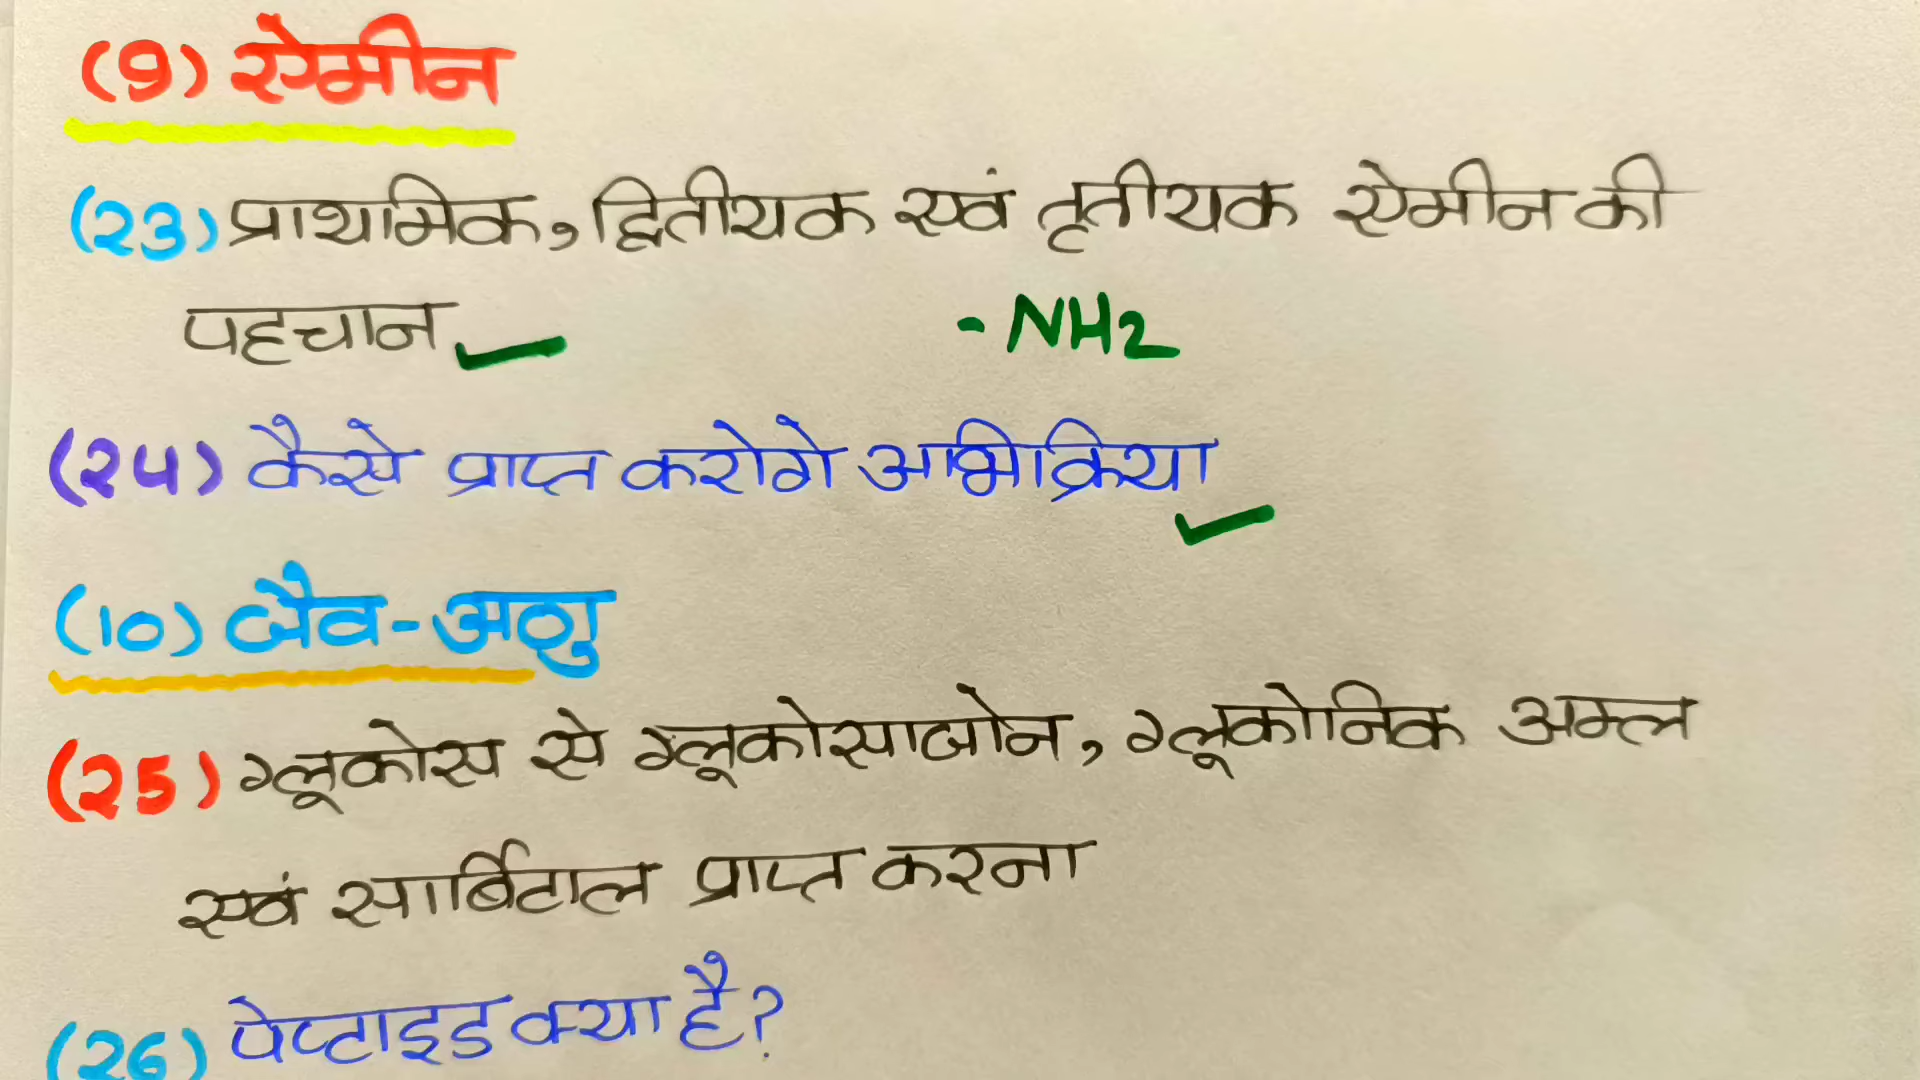 (9) ऐमीन
(23) प्राथमिक, द्वितीयक एवं तृतीयक ऐमीन की
पहचान
- NH2
(24) कैसे प्राप्त करोगे अभिक्रिया
(10) जैव-अणु
(25) ग्लूकोस से ग्लूकोसाजोन, ग्लूकोनिक अम्ल
एवं सार्बिटाल प्राप्त करना
(26) पेप्टाइड क्या है?